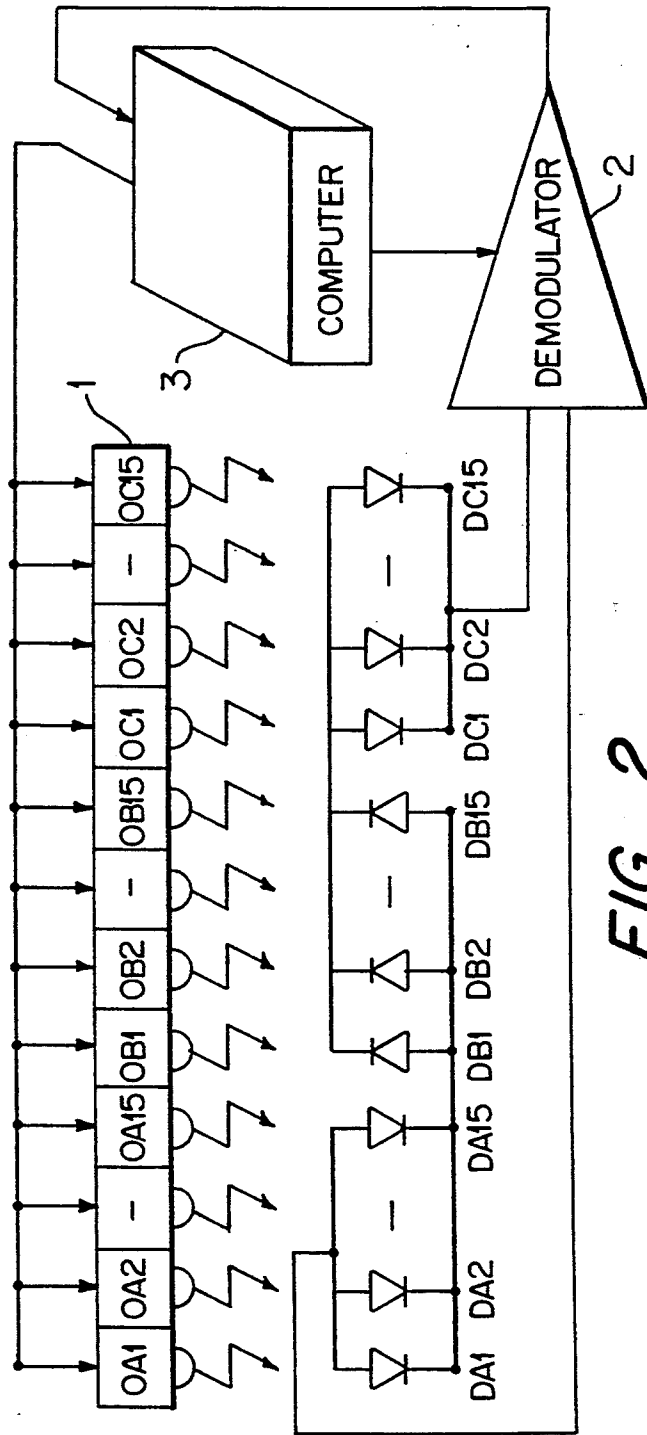 1
OA1 OA2 – OA15 OB1 OB2 – OB15 OC1 OC2 – OC15
3
COMPUTER
DA1 DA2 – DA15 DB1 DB2 – DB15 DC1 DC2 – DC15
DEMODULATOR
2
FIG. 2